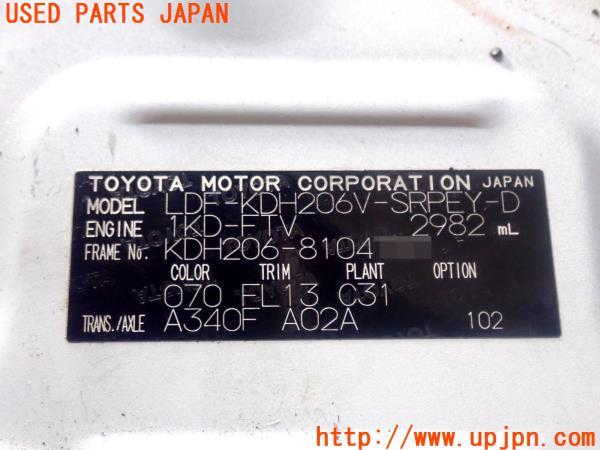 USED PARTS JAPAN
TOYOTA MOTOR CORPORATION JAPAN
MODEL LDF-KDH206V-SRPEY-D
ENGINE 1KD-FTV 2982 mL
FRAME No. KDH206-8104
COLOR TRIM PLANT OPTION
070 FL13 C31
TRANS./AXLE A340F A02A 102
http://www.upjpn.com